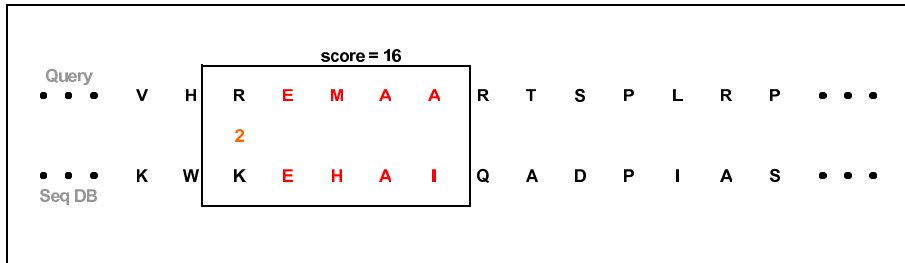 score = 16
Query
• • • V H R E M A A R T S P L R P • • •
2
• • • K W K E H A I Q A D P I A S • • •
Seq DB